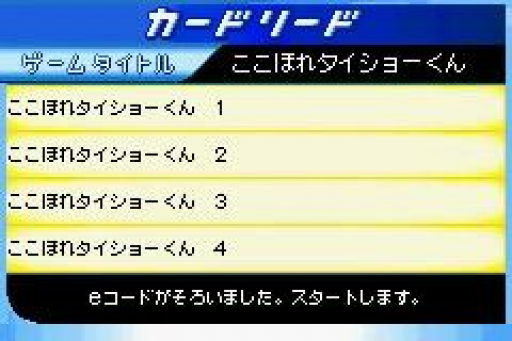 カードリード
ゲームタイトル ここほれタイショーくん
ここほれタイショーくん 1
ここほれタイショーくん 2
ここほれタイショーくん 3
ここほれタイショーくん 4
eコードがそろいました。スタートします。